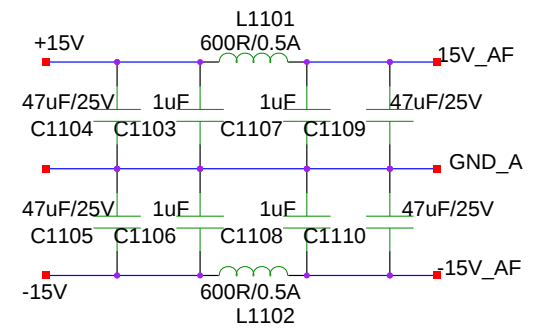 L1101
+15V
600R/0.5A
15V_AF
47uF/25V
1uF
1uF
47uF/25V
C1104
C1103
C1107
C1109
GND_A
47uF/25V
1uF
1uF
47uF/25V
C1105
C1106
C1108
C1110
-15V_AF
-15V
600R/0.5A
L1102